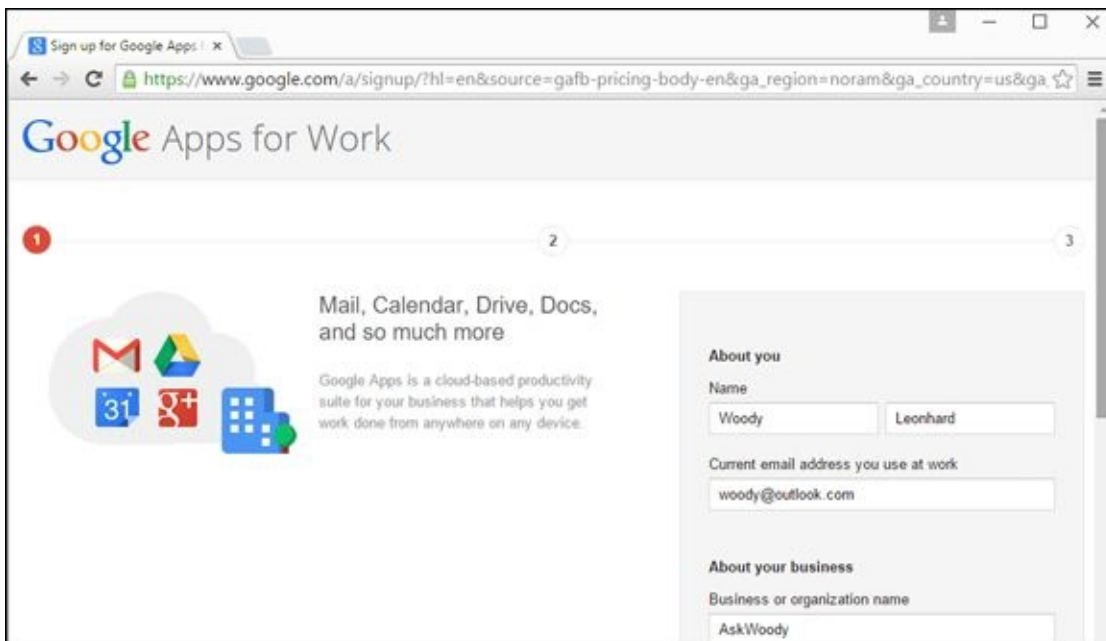 Sign up for Google Apps
https://www.google.com/a/signup/?hl=en&source=gafb-pricing-body-en&ga_region=noram&ga_country=us&ga
Google Apps for Work
1
2
3
Mail, Calendar, Drive, Docs,
and so much more
Google Apps is a cloud-based productivity
suite for your business that helps you get
work done from anywhere on any device.
31
g+
About you
Name
Woody Leonhard
Current email address you use at work
woody@outlook.com
About your business
Business or organization name
AskWoody